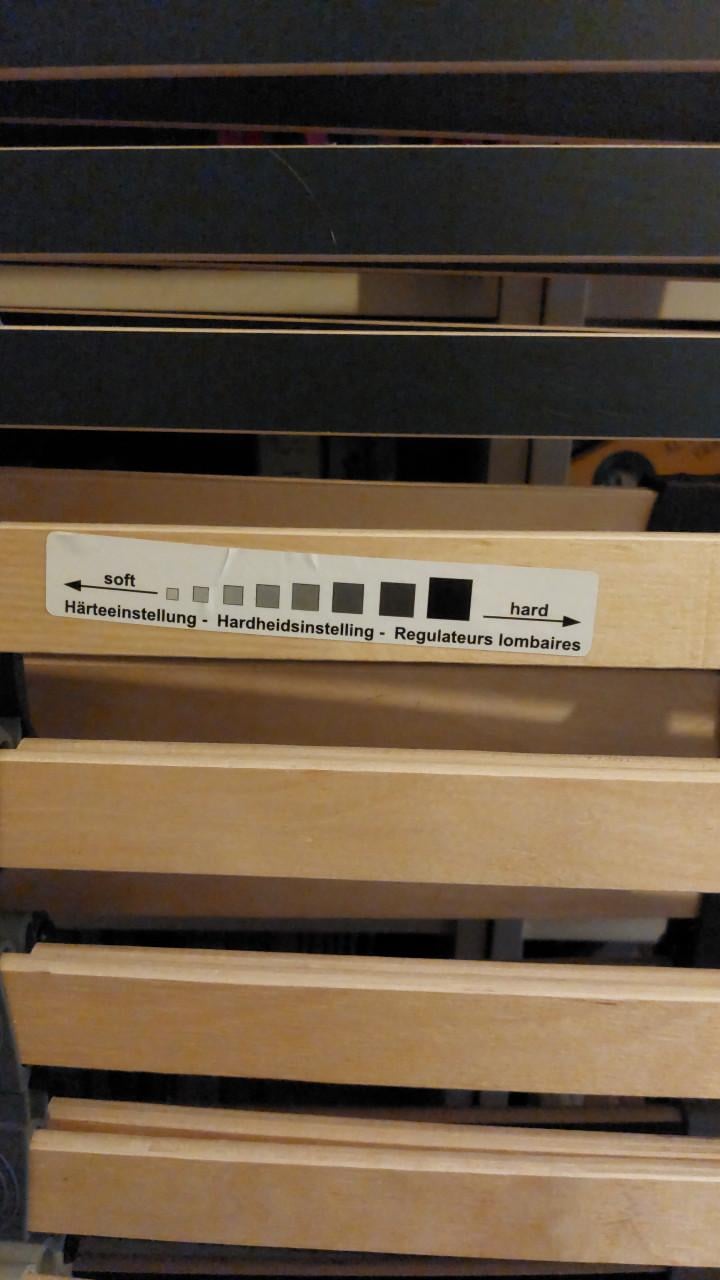 soft
hard
Härteeinstellung - Hardheidsinstelling - Regulateurs lombaires